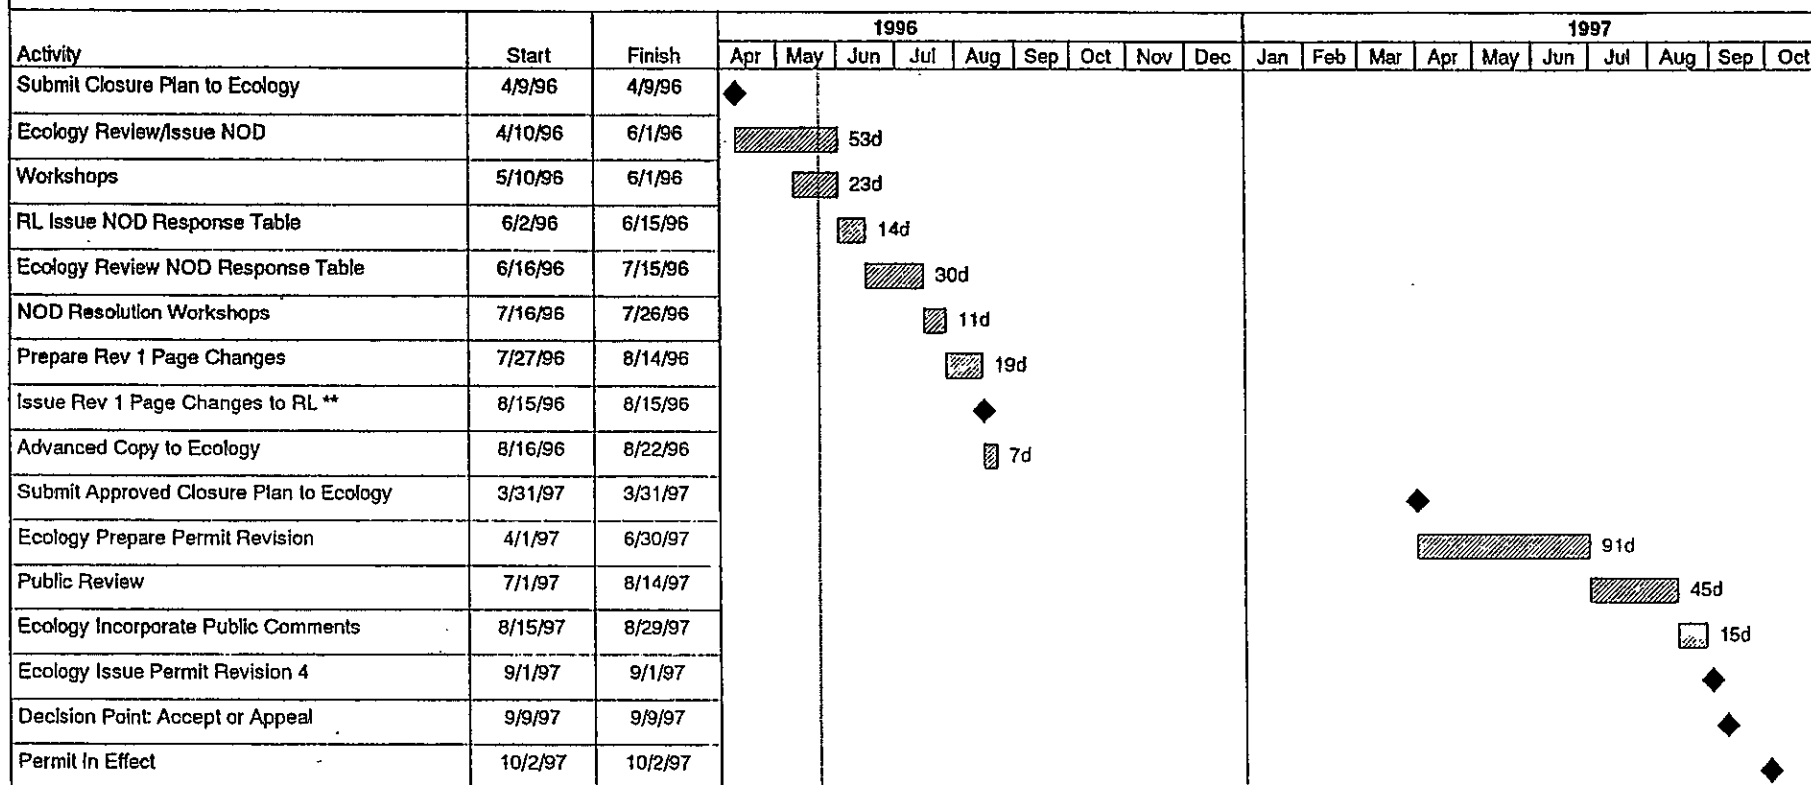 1996 1997
Activity Start Finish Apr May Jun Jul Aug Sep Oct Nov Dec Jan Feb Mar Apr May Jun Jul Aug Sep Oct
Submit Closure Plan to Ecology 4/9/96 4/9/96
Ecology Review/Issue NOD 4/10/96 6/1/96 53d
Workshops 5/10/96 6/1/96 23d
RL Issue NOD Response Table 6/2/96 6/15/96 14d
Ecology Review NOD Response Table 6/16/96 7/15/96 30d
NOD Resolution Workshops 7/16/96 7/26/96 11d
Prepare Rev 1 Page Changes 7/27/96 8/14/96 19d
Issue Rev 1 Page Changes to RL ** 8/15/96 8/15/96
Advanced Copy to Ecology 8/16/96 8/22/96 7d
Submit Approved Closure Plan to Ecology 3/31/97 3/31/97
Ecology Prepare Permit Revision 4/1/97 6/30/97 91d
Public Review 7/1/97 8/14/97 45d
Ecology Incorporate Public Comments 8/15/97 8/29/97 15d
Ecology Issue Permit Revision 4 9/1/97 9/1/97
Decision Point: Accept or Appeal 9/9/97 9/9/97
Permit In Effect 10/2/97 10/2/97